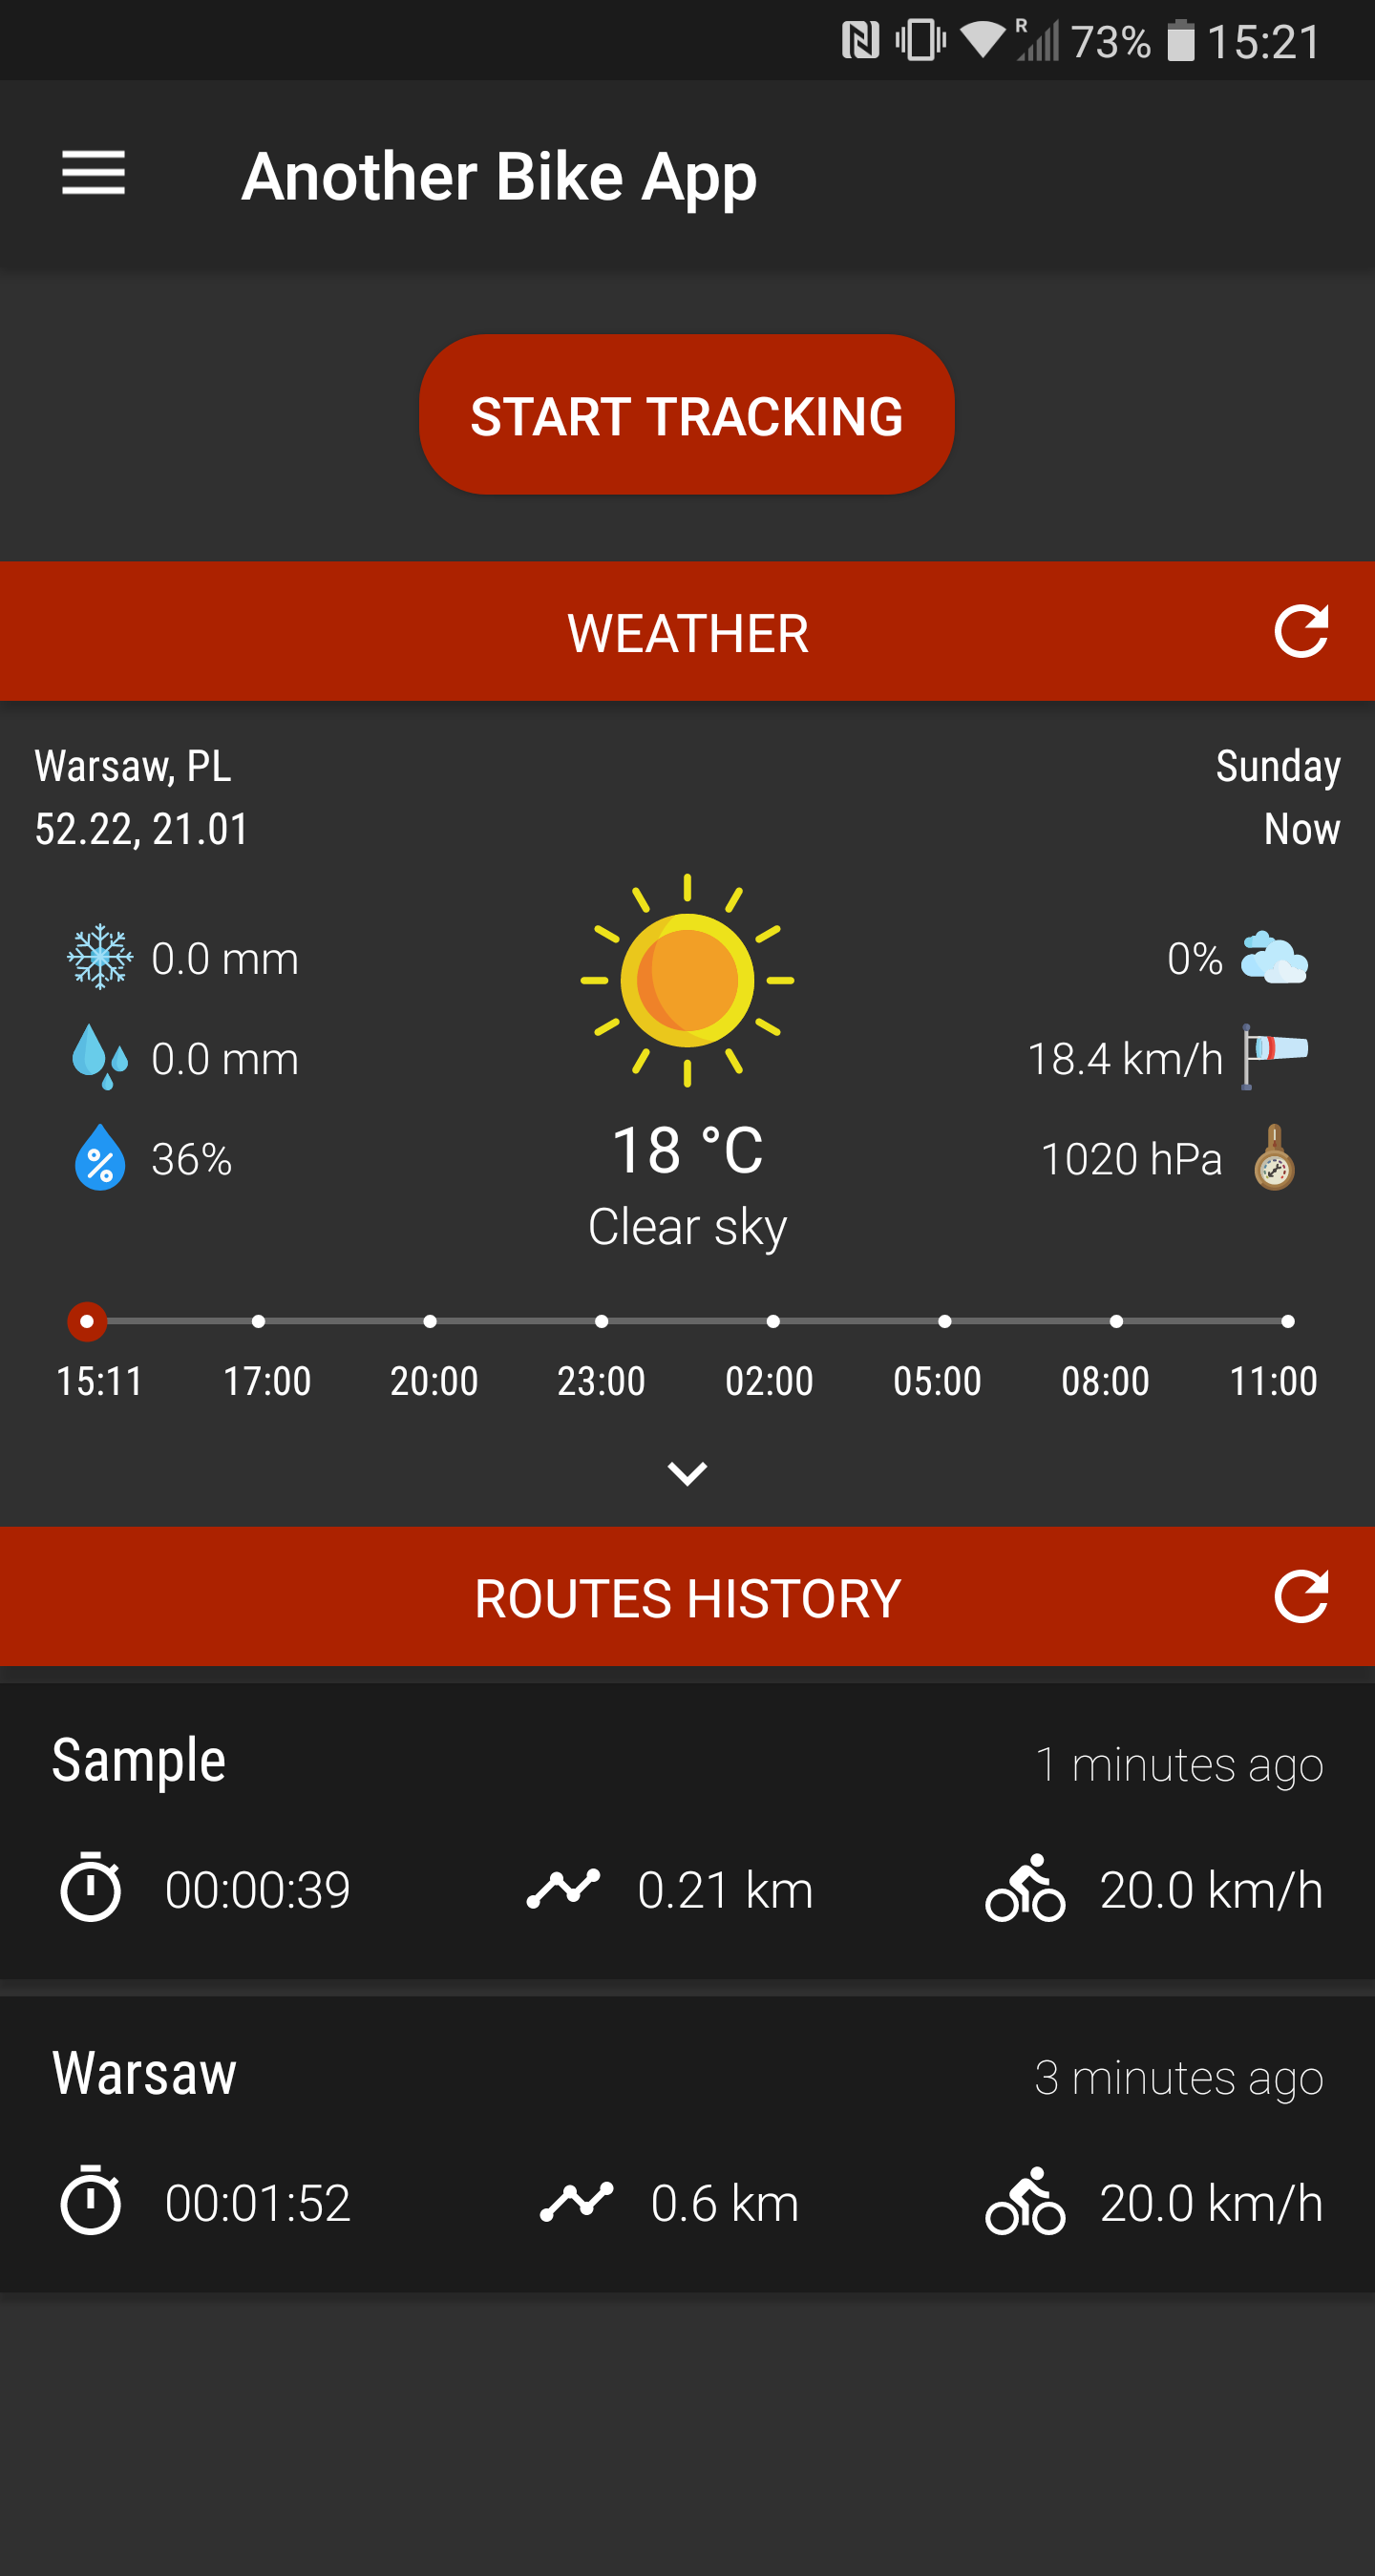 R 73% 15:21
Another Bike App
START TRACKING
WEATHER
Warsaw, PL Sunday
52.22, 21.01 Now
0.0 mm 0%
0.0 mm 18.4 km/h
36% 18 °C 1020 hPa
Clear sky
15:11 17:00 20:00 23:00 02:00 05:00 08:00 11:00
ROUTES HISTORY
Sample 1 minutes ago
00:00:39 0.21 km 20.0 km/h
Warsaw 3 minutes ago
00:01:52 0.6 km 20.0 km/h